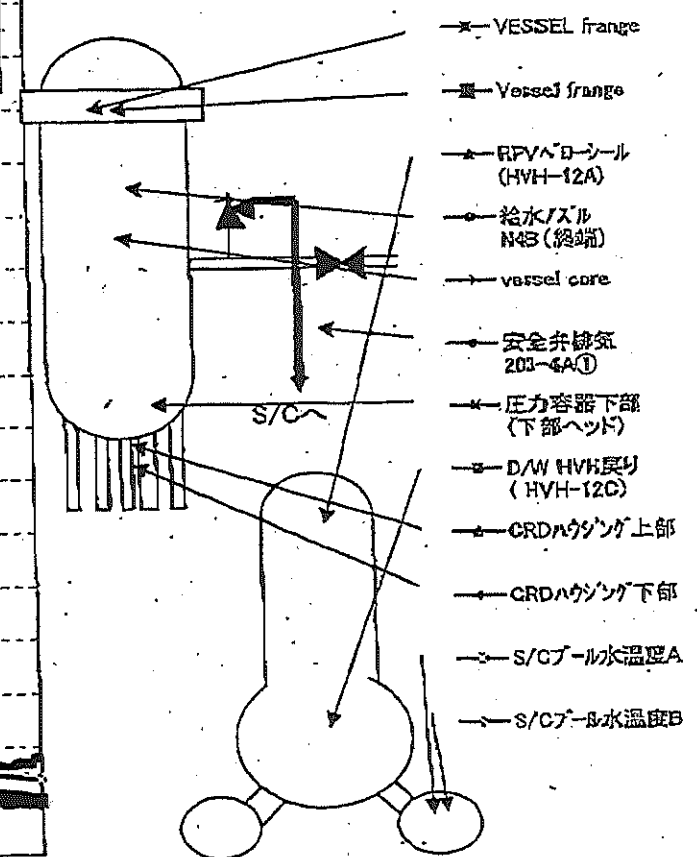 VESSEL frange
Vessel frange
RPVベローシール
(HVH-12A)
給水ノズル
N4B (終端)
vessel core
安全弁排気
203-4A①
圧力容器下部
(下部ヘッド)
D/W HVH戻り
(HVH-12C)
CRDハウジング上部
CRDハウジング下部
S/Cプール水温度A
S/Cプール水温度B
S/Cへ